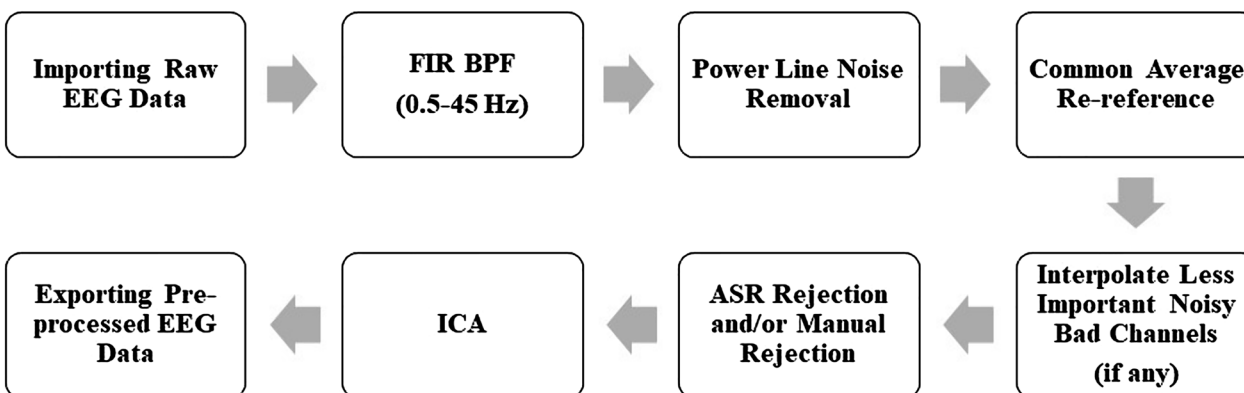 Importing Raw
EEG Data
FIR BPF
(0.5-45 Hz)
Power Line Noise
Removal
Common Average
Re-reference
Interpolate Less
Important Noisy
Bad Channels
(if any)
ASR Rejection
and/or Manual
Rejection
ICA
Exporting Pre-
processed EEG
Data